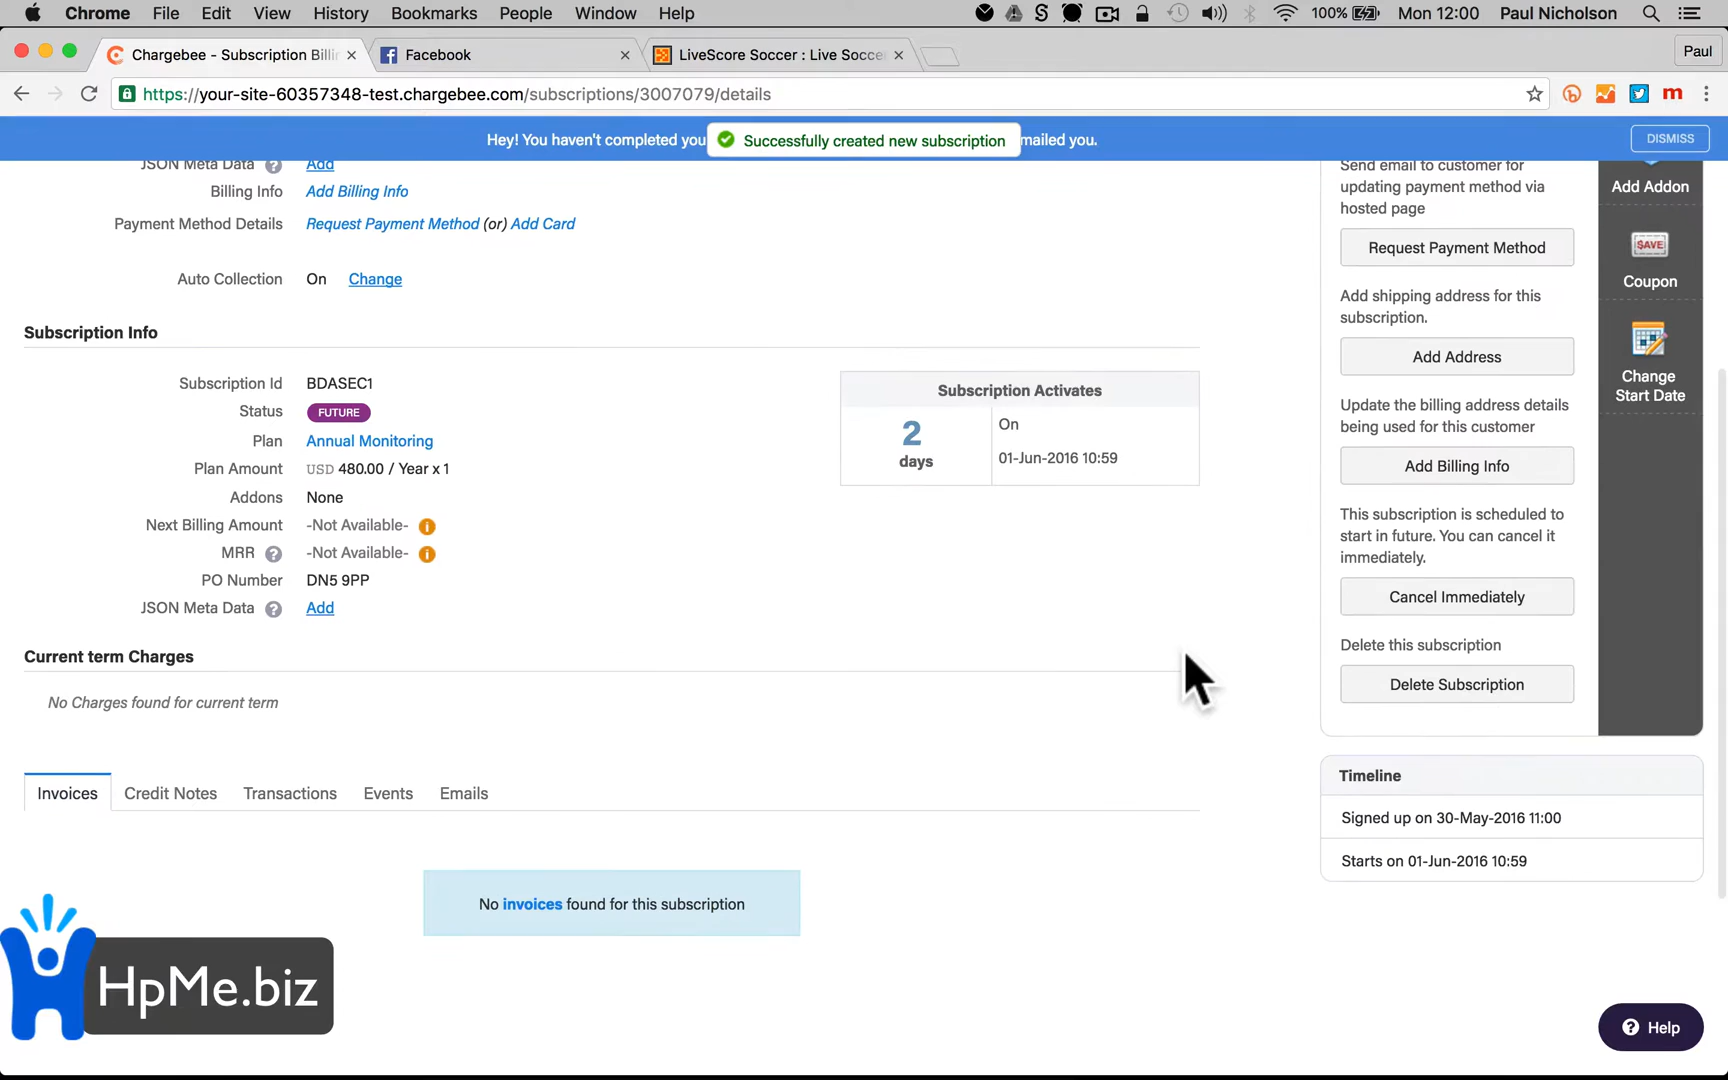 Chrome File Edit View History Bookmarks People Window Help 100% Mon 12:00 Paul Nicholson
Chargebee - Subscription Billi
Facebook
LiveScore Soccer : Live Socce
Paul
https://your-site-60357348-test.chargebee.com/subscriptions/3007079/details
Hey! You haven't completed you
Successfully created new subscription
mailed you.
DISMISS
JSON Meta Data ? Add
Billing Info Add Billing Info
Payment Method Details Request Payment Method (or) Add Card
Auto Collection On Change
Subscription Info
Subscription Id BDASEC1
Status FUTURE
Plan Annual Monitoring
Plan Amount USD 480.00 / Year x 1
Addons None
Next Billing Amount -Not Available- i
MRR ? -Not Available- i
PO Number DN5 9PP
JSON Meta Data ? Add
Subscription Activates
2
days
On
01-Jun-2016 10:59
Current term Charges
No Charges found for current term
Invoices Credit Notes Transactions Events Emails
No invoices found for this subscription
Send email to customer for
updating payment method via
hosted page
Request Payment Method
Add shipping address for this
subscription.
Add Address
Update the billing address details
being used for this customer
Add Billing Info
This subscription is scheduled to
start in future. You can cancel it
immediately.
Cancel Immediately
Delete this subscription
Delete Subscription
Add Addon
$AVE
Coupon
Change
Start Date
Timeline
Signed up on 30-May-2016 11:00
Starts on 01-Jun-2016 10:59
HpMe.biz
? Help